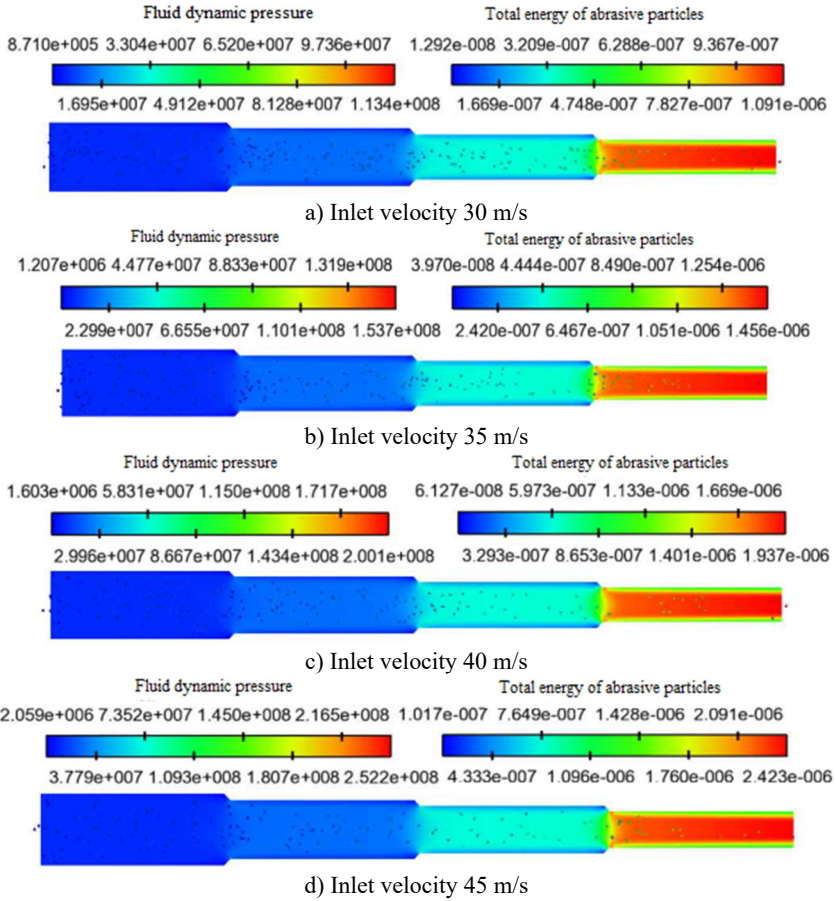 Fluid dynamic pressure Total energy of abrasive particles
8.710e+005 3.304e+007 6.520e+007 9.736e+007 1.292e-008 3.209e-007 6.288e-007 9.367e-007
1.695e+007 4.912e+007 8.128e+007 1.134e+008 1.669e-007 4.748e-007 7.827e-007 1.091e-006
a) Inlet velocity 30 m/s
Fluid dynamic pressure Total energy of abrasive particles
1.207e+006 4.477e+007 8.833e+007 1.319e+008 3.970e-008 4.444e-007 8.490e-007 1.254e-006
2.299e+007 6.655e+007 1.101e+008 1.537e+008 2.420e-007 6.467e-007 1.051e-006 1.456e-006
b) Inlet velocity 35 m/s
Fluid dynamic pressure Total energy of abrasive particles
1.603e+006 5.831e+007 1.150e+008 1.717e+008 6.127e-008 5.973e-007 1.133e-006 1.669e-006
2.996e+007 8.667e+007 1.434e+008 2.001e+008 3.293e-007 8.653e-007 1.401e-006 1.937e-006
c) Inlet velocity 40 m/s
Fluid dynamic pressure Total energy of abrasive particles
2.059e+006 7.352e+007 1.450e+008 2.165e+008 1.017e-007 7.649e-007 1.428e-006 2.091e-006
3.779e+007 1.093e+008 1.807e+008 2.522e+008 4.333e-007 1.096e-006 1.760e-006 2.423e-006
d) Inlet velocity 45 m/s